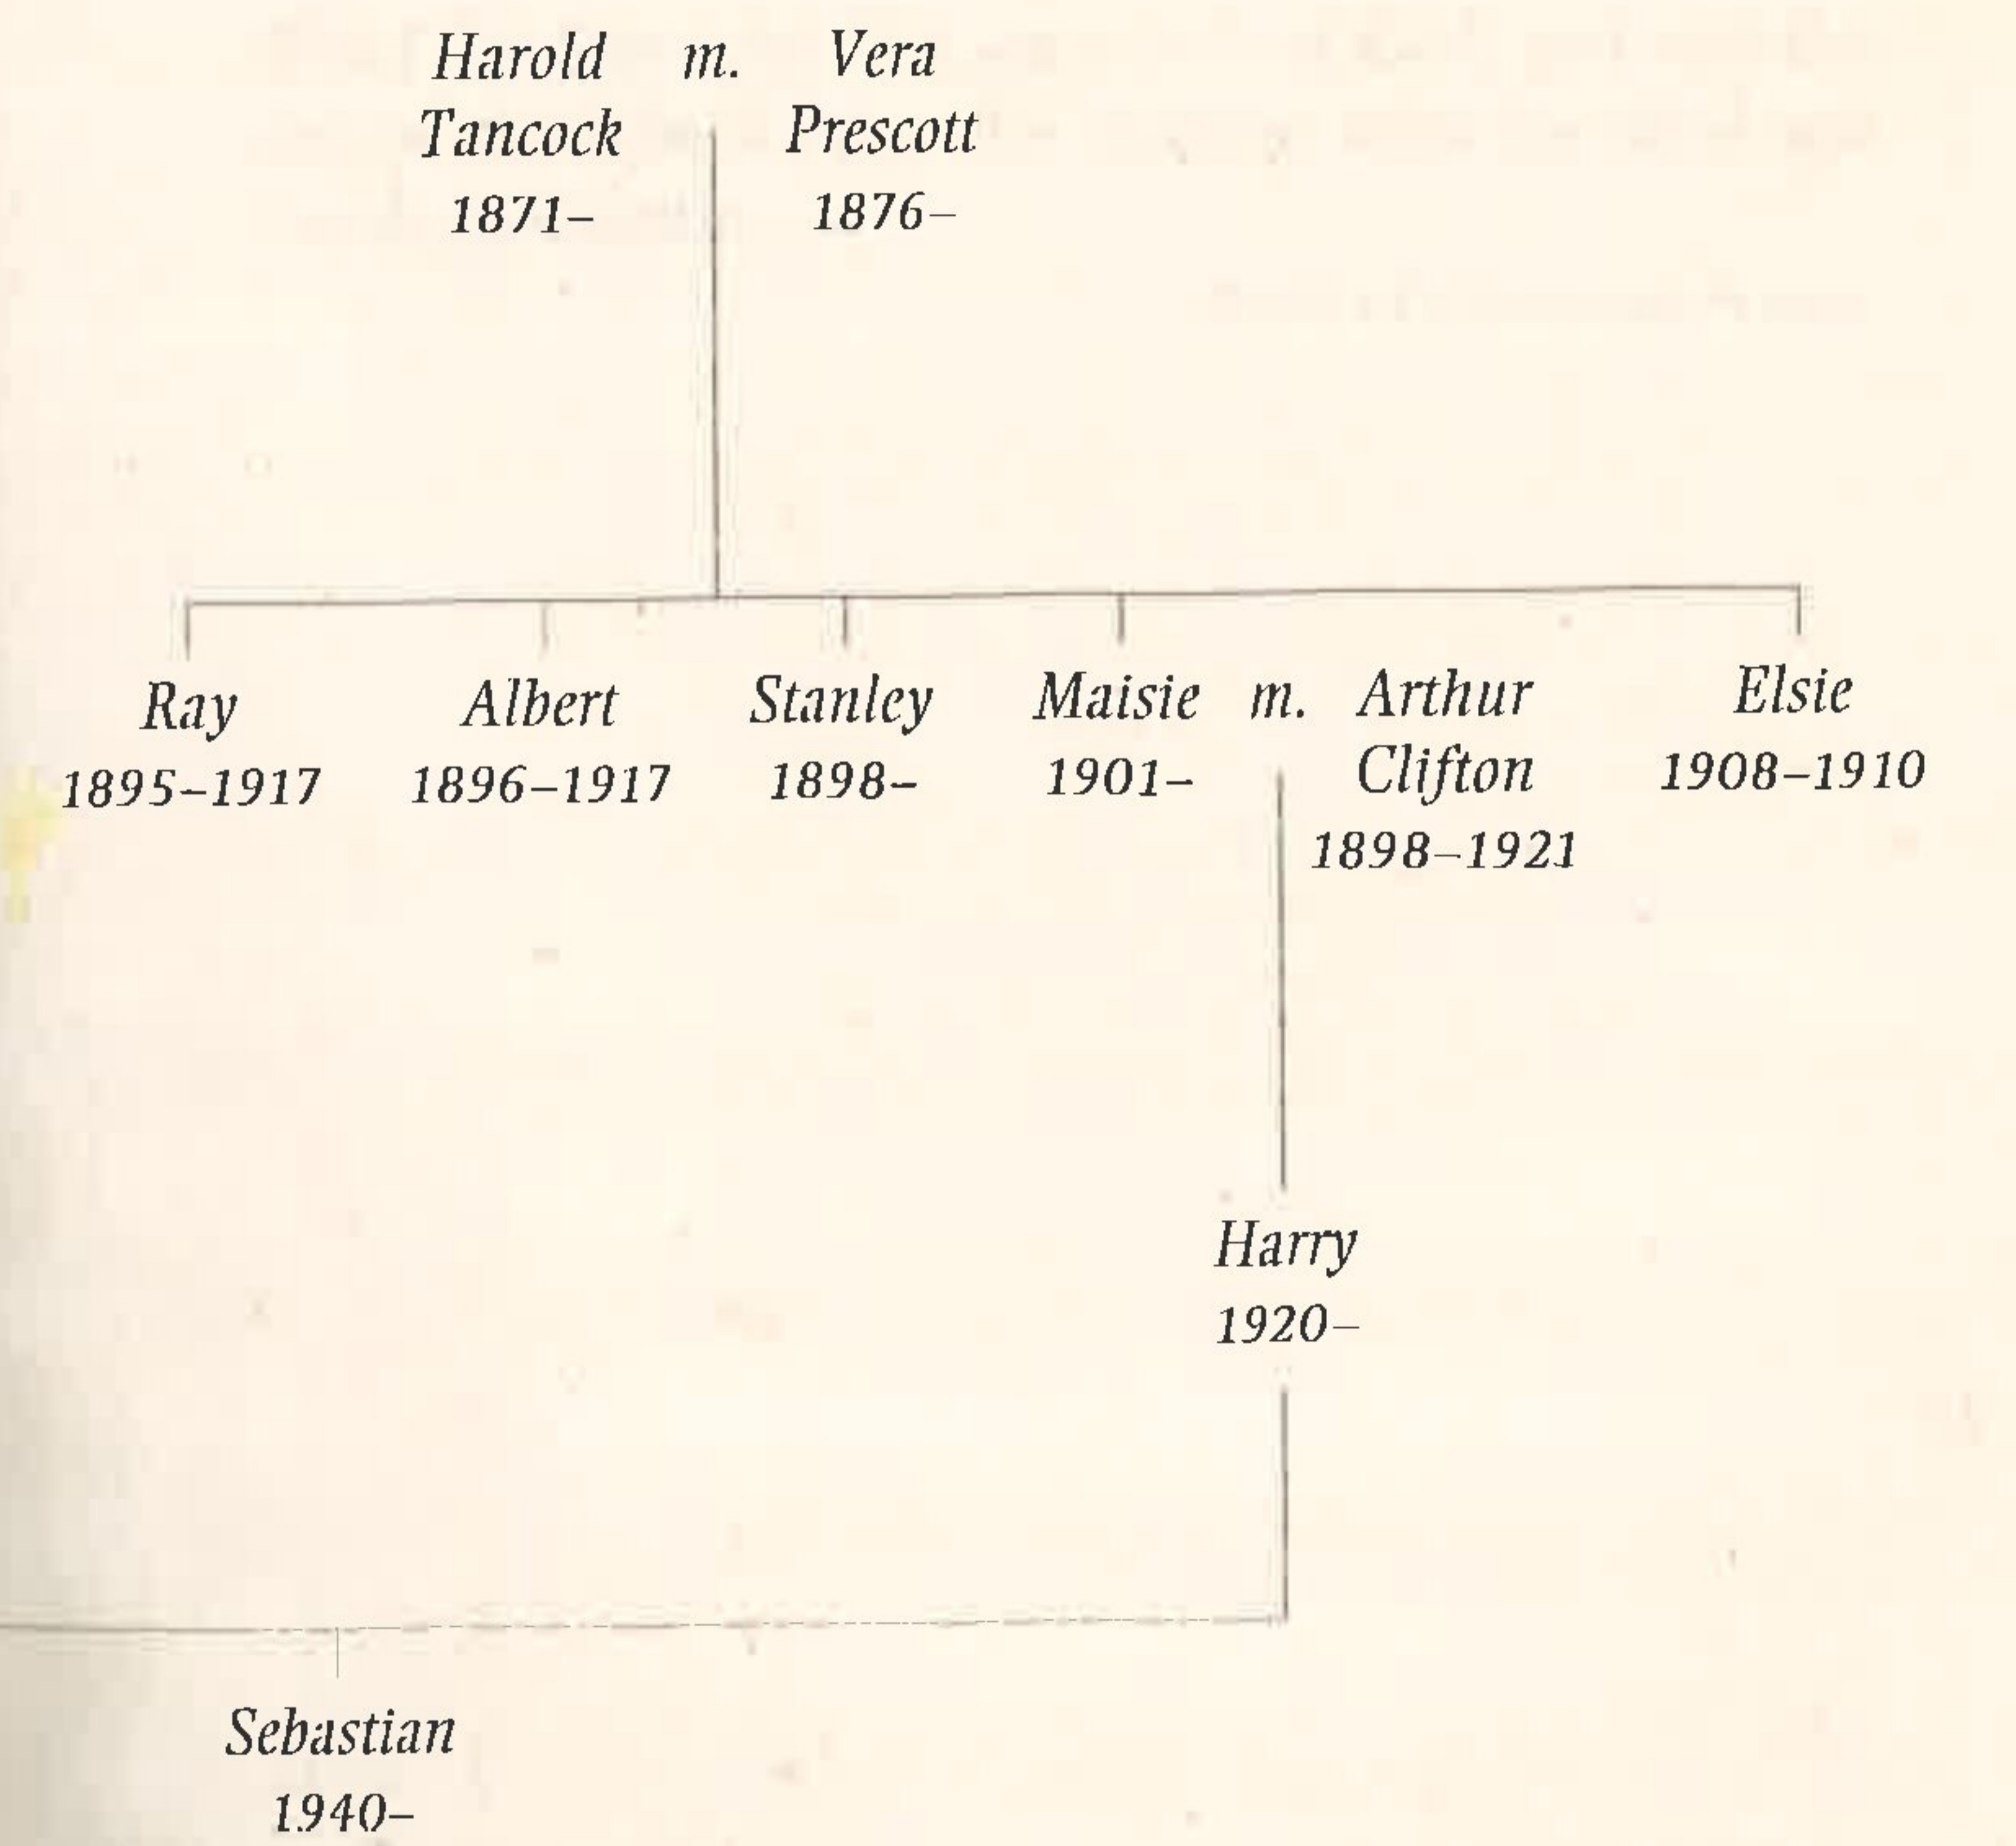 Harold m. Vera
Tancock Prescott
1871– 1876–
Ray Albert Stanley Maisie m. Arthur Elsie
1895–1917 1896–1917 1898– 1901– Clifton 1908–1910
1898–1921
Harry
1920–
Sebastian
1940–